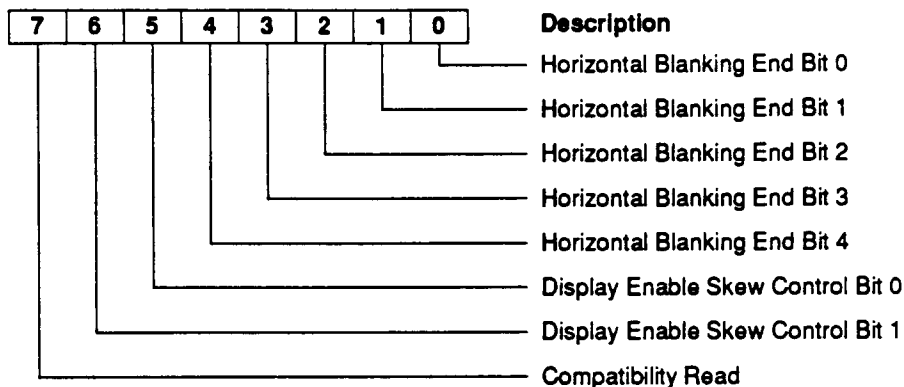 7 6 5 4 3 2 1 0 Description
Horizontal Blanking End Bit 0
Horizontal Blanking End Bit 1
Horizontal Blanking End Bit 2
Horizontal Blanking End Bit 3
Horizontal Blanking End Bit 4
Display Enable Skew Control Bit 0
Display Enable Skew Control Bit 1
Compatibility Read